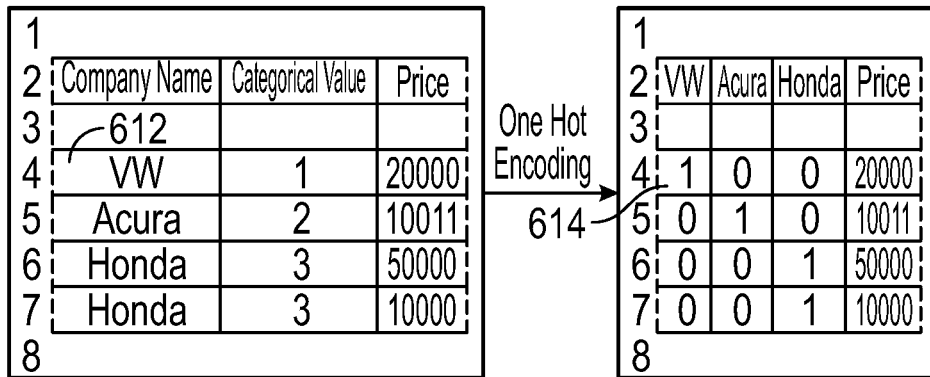 1
2 Company Name Categorical Value Price
3 612
4 VW 1 20000
5 Acura 2 10011
6 Honda 3 50000
7 Honda 3 10000
8
One Hot
Encoding
614
1
2 VW Acura Honda Price
3
4 1 0 0 20000
5 0 1 0 10011
6 0 0 1 50000
7 0 0 1 10000
8